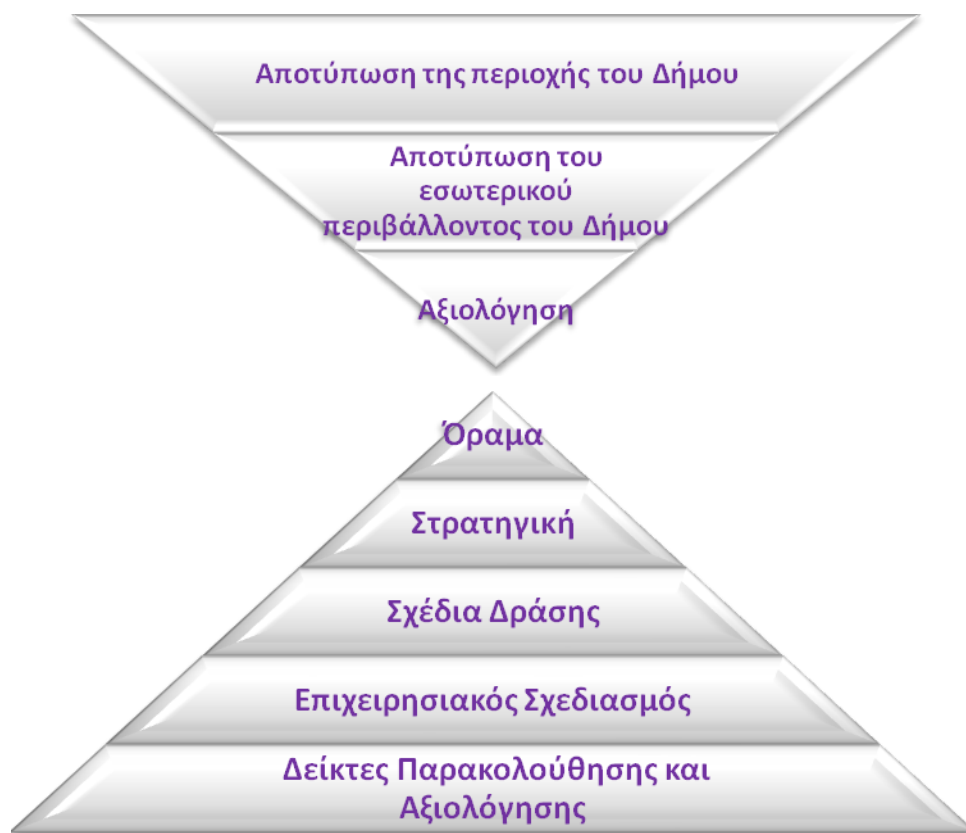 Αποτύπωση της περιοχής του Δήμου
Αποτύπωση του
εσωτερικού
περιβάλλοντος του Δήμου
Αξιολόγηση
Όραμα
Στρατηγική
Σχέδια Δράσης
Επιχειρησιακός Σχεδιασμός
Δείκτες Παρακολούθησης και
Αξιολόγησης